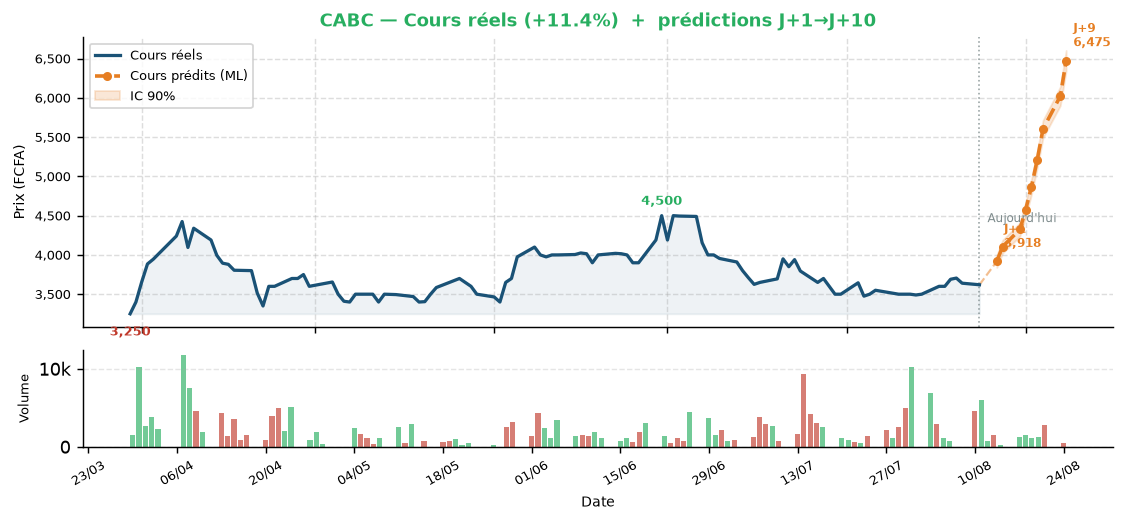 CABC — Cours réels (+11.4%)  +  prédictions J+1→J+10
J+9
6,475
Cours réels
Cours prédits (ML)
IC 90%
6,500
6,000
5,500
5,000
4,500
4,000
3,500
Prix (FCFA)
4,500
Aujourd'hui
3,918
3,250
10k
0
Volume
23/03
06/04
20/04
04/05
18/05
01/06
15/06
29/06
13/07
27/07
10/08
24/08
Date